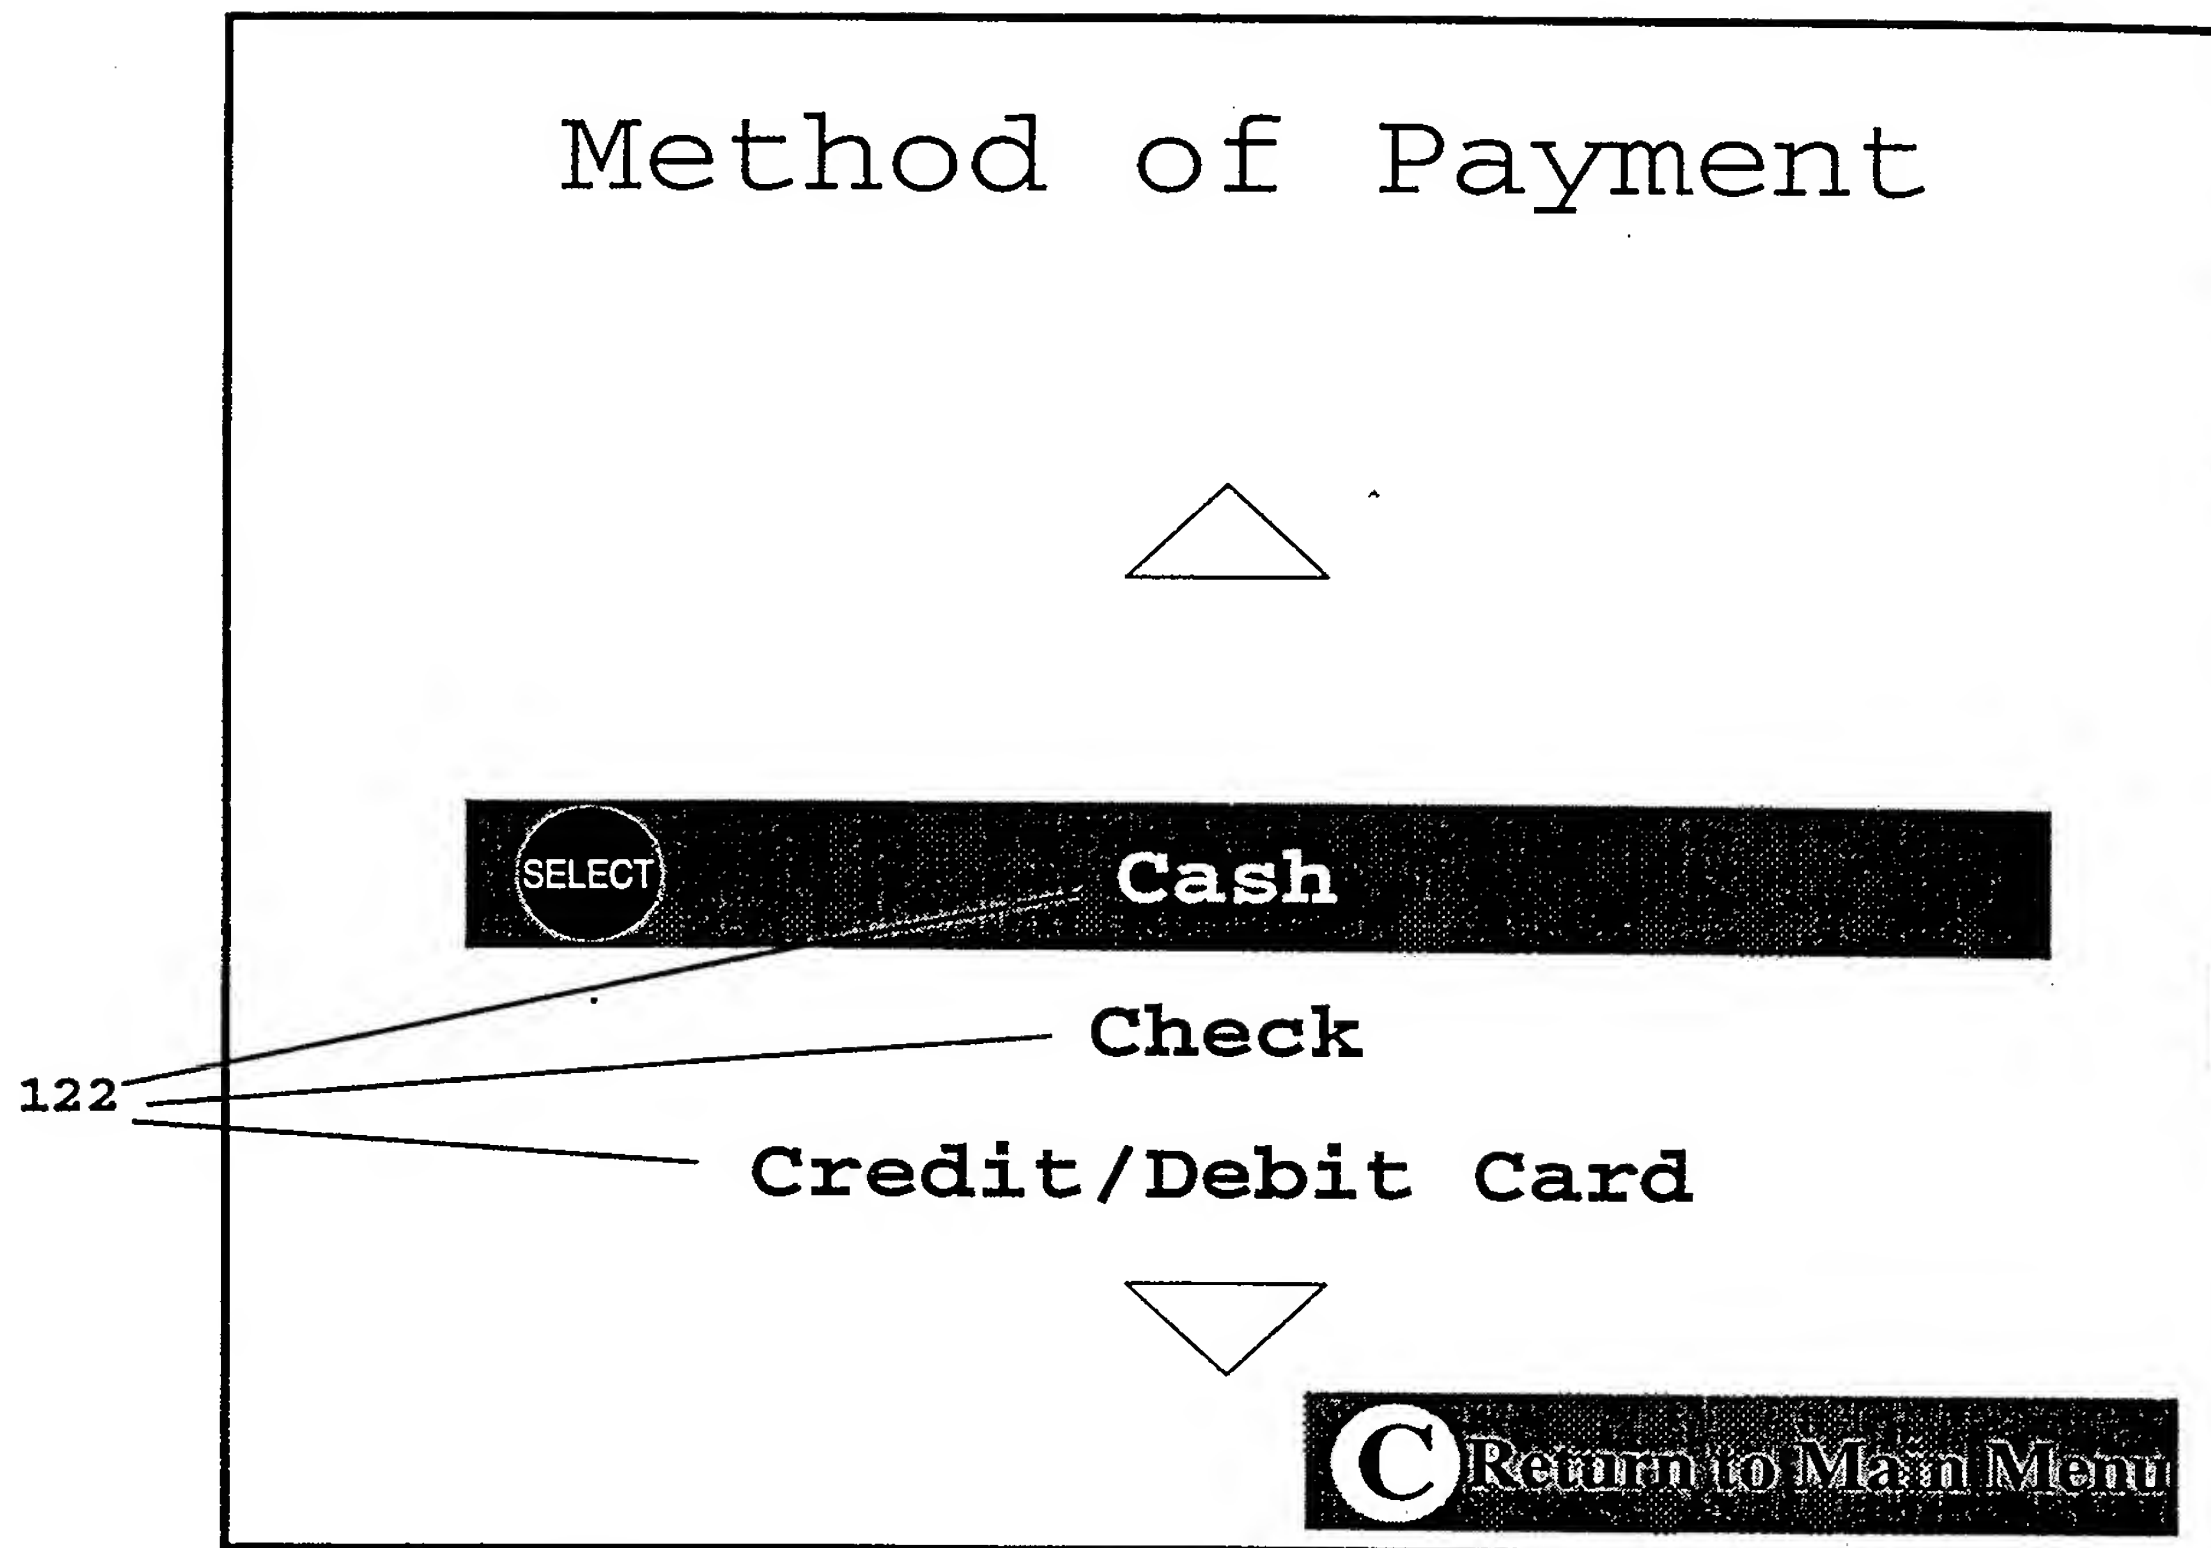 Method of Payment
SELECT Cash
Check
122
Credit/Debit Card
C Return to Main Menu